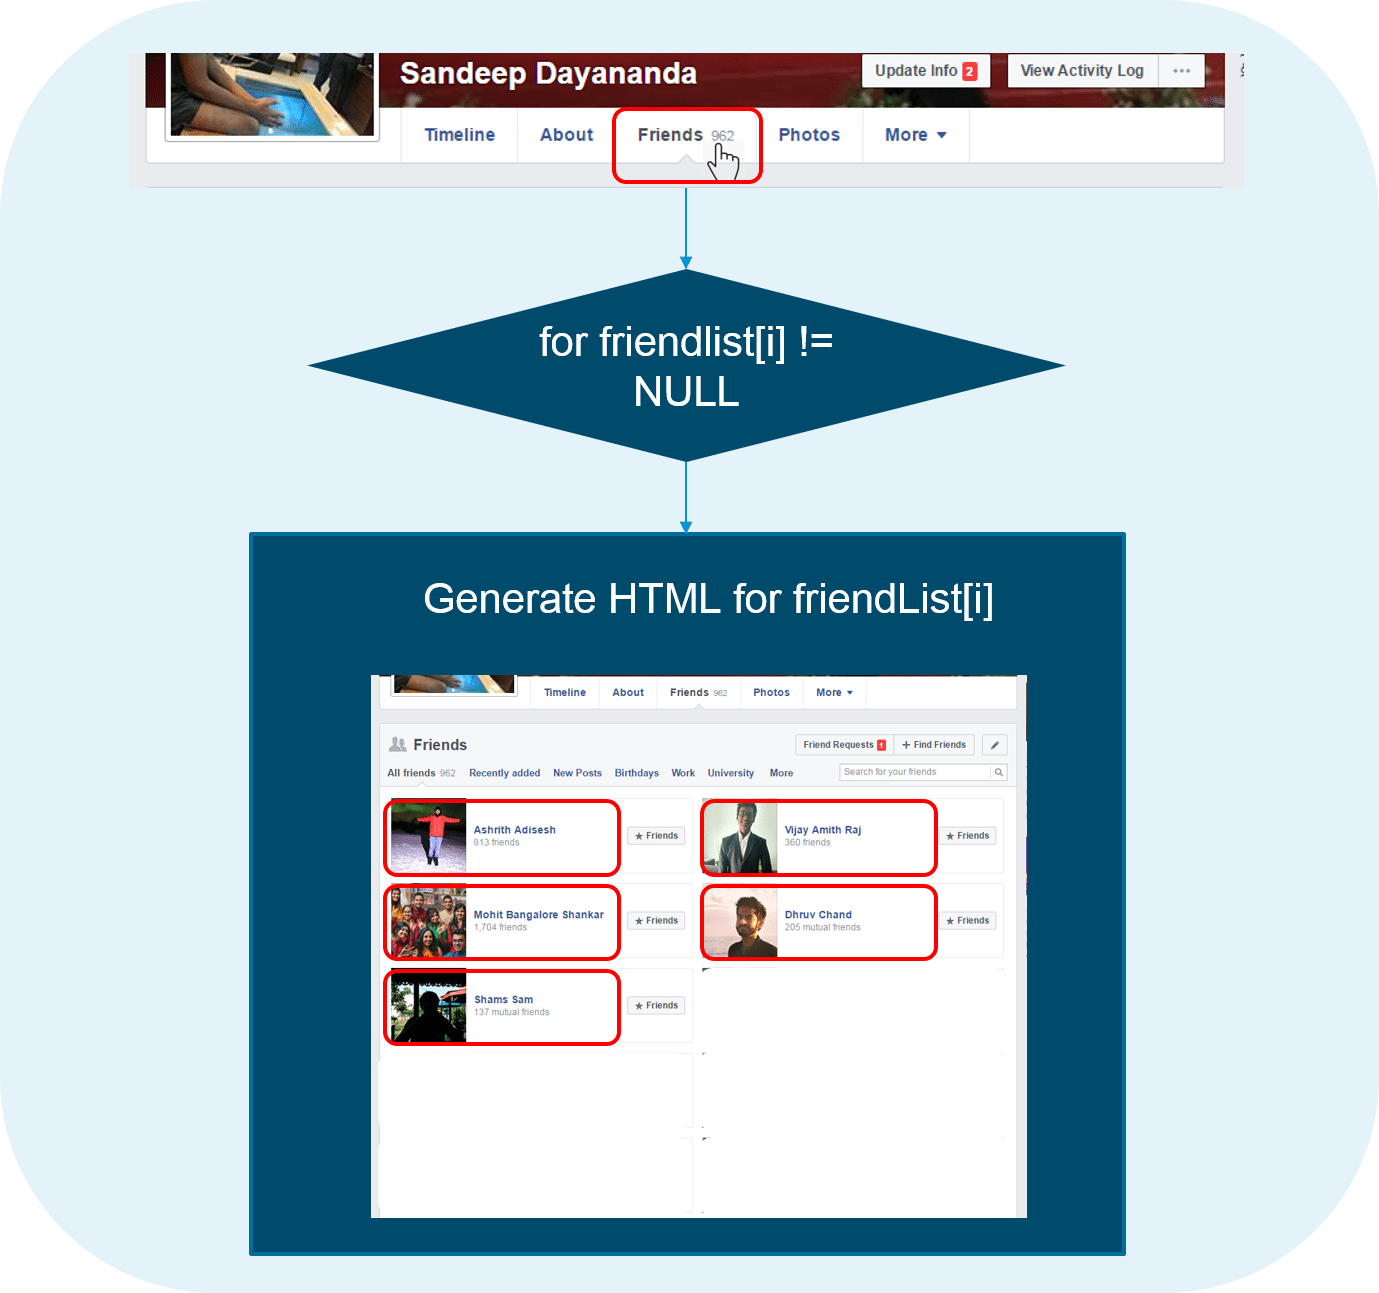 Sandeep Dayananda
Update Info 2
View Activity Log
Timeline
About
Friends 962
Photos
More
for friendlist[i] !=
NULL
Generate HTML for friendList[i]
Timeline
About
Friends 962
Photos
More
Friends
Friend Requests 1
+ Find Friends
All friends 962
Recently added
New Posts
Birthdays
Work
University
More
Search for your friends
Ashrith Adisesh
813 friends
Friends
Vijay Amith Raj
360 friends
Friends
Mohit Bangalore Shankar
1,704 friends
Friends
Dhruv Chand
205 mutual friends
Friends
Shams Sam
137 mutual friends
Friends